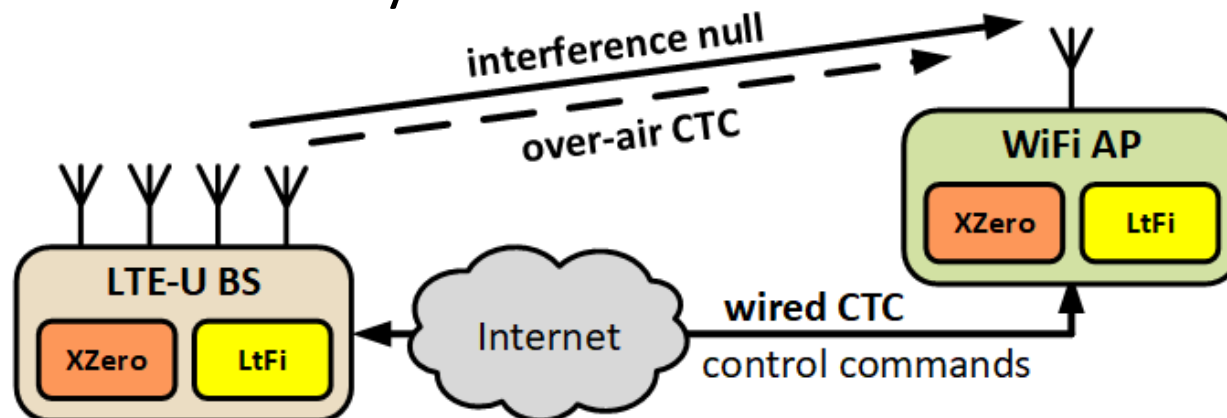 interference null
over-air CTC
WiFi AP
XZero
LtFi
LTE-U BS
XZero
LtFi
Internet
wired CTC
control commands